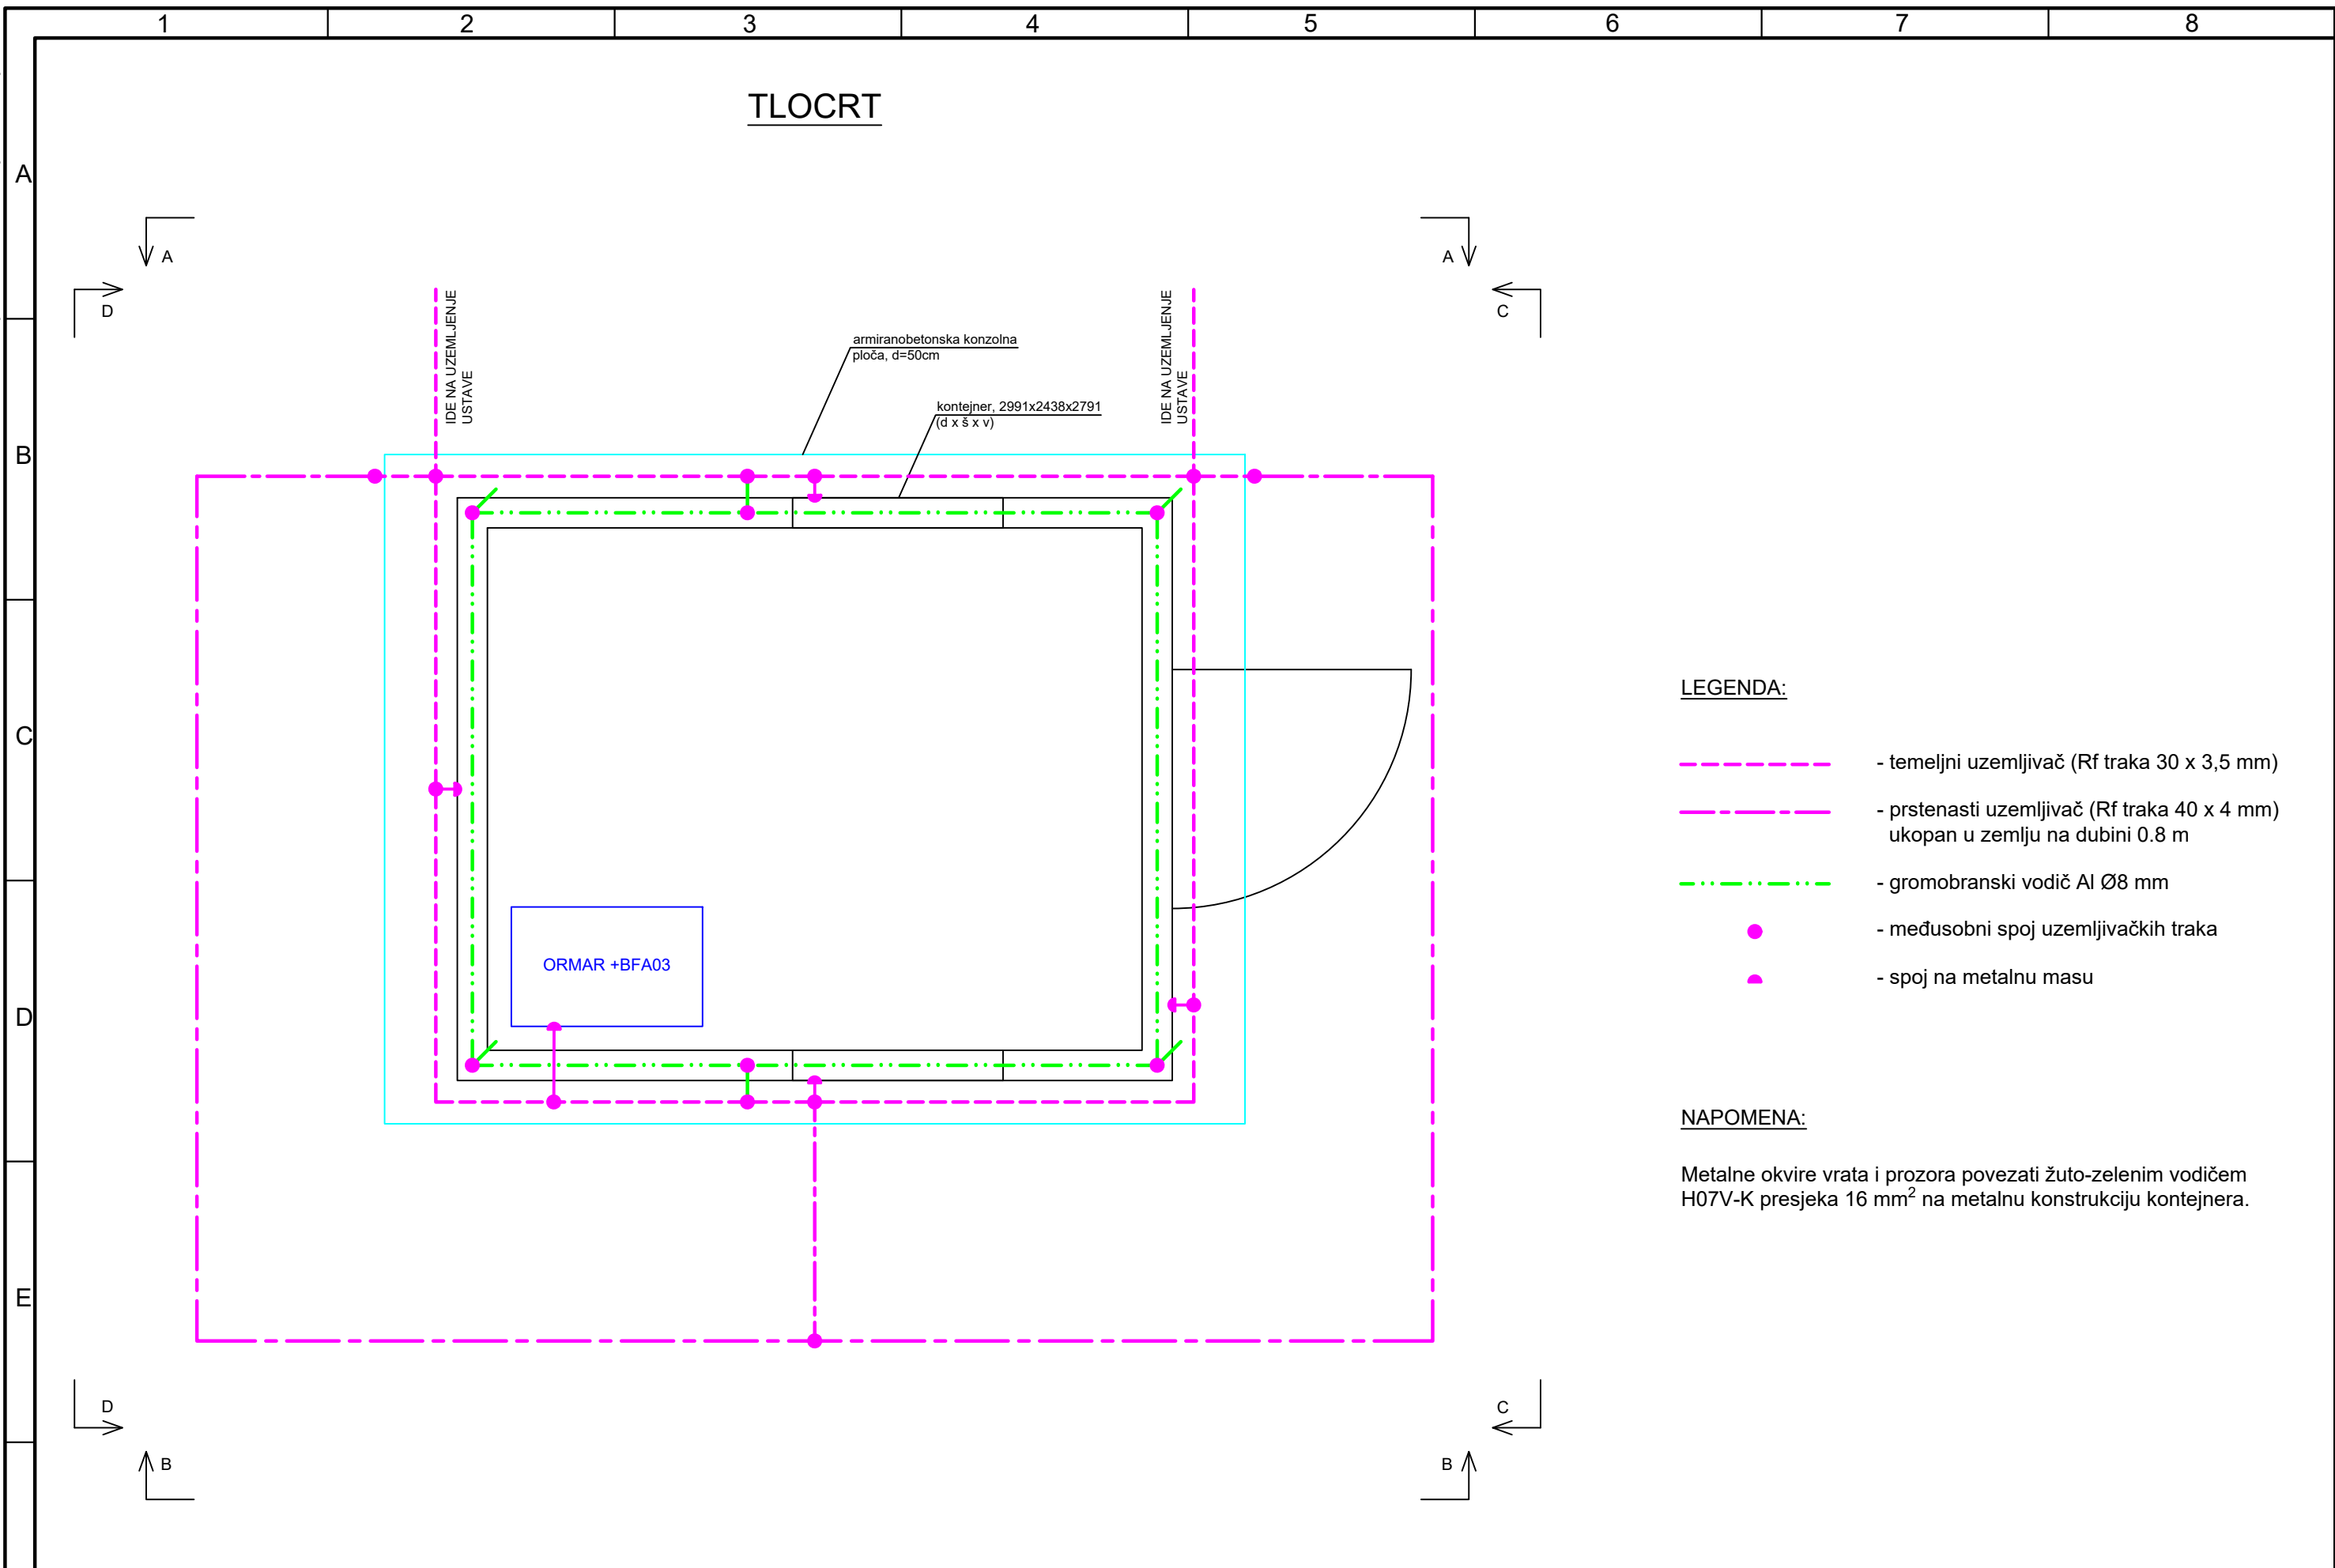 1 2 3 4 5 6 7 8
TLOCRT
A
A A
D C
IDE NA UZEMLJENJE
USTAVE
IDE NA UZEMLJENJE
USTAVE
armiranobetonska konzolna
ploča, d=50cm
kontejner, 2991x2438x2791
(d x š x v)
B
C
LEGENDA:
- temeljni uzemljivač (Rf traka 30 x 3,5 mm)
- prstenasti uzemljivač (Rf traka 40 x 4 mm)
ukopan u zemlju na dubini 0.8 m
- gromobranski vodič Al Ø8 mm
- međusobni spoj uzemljivačkih traka
- spoj na metalnu masu
ORMAR +BFA03
D
NAPOMENA:
Metalne okvire vrata i prozora povezati žuto-zelenim vodičem
H07V-K presjeka 16 mm² na metalnu konstrukciju kontejnera.
E
D C
B B